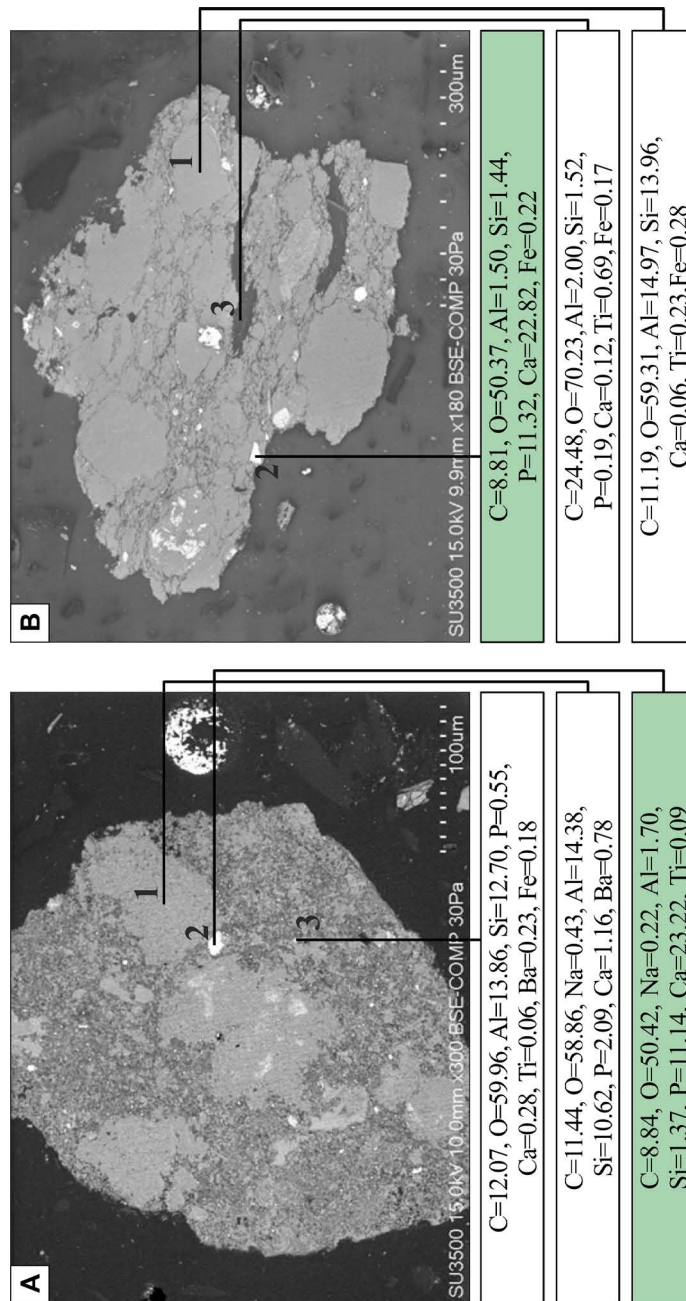 A
1
2
3
SU3500 15.0kV 10.0mm x300 BSE-COMP 30Pa
100um
C=12.07, O=59.96, Al=13.86, Si=12.70, P=0.55,
Ca=0.28, Ti=0.06, Ba=0.23, Fe=0.18
C=11.44, O=58.86, Na=0.43, Al=14.38,
Si=10.62, P=2.09, Ca=1.16, Ba=0.78
C=8.84, O=50.42, Na=0.22, Al=1.70,
Si=1.37, P=11.14, Ca=23.22, Ti=0.09
B
1
3
2
SU3500 15.0kV 9.9mm x180 BSE-COMP 30Pa
300um
C=8.81, O=50.37, Al=1.50, Si=1.44,
P=11.32, Ca=22.82, Fe=0.22
C=24.48, O=70.23, Al=2.00, Si=1.52,
P=0.19, Ca=0.12, Ti=0.69, Fe=0.17
C=11.19, O=59.31, Al=14.97, Si=13.96,
Ca=0.06, Ti=0.23,Fe=0.28